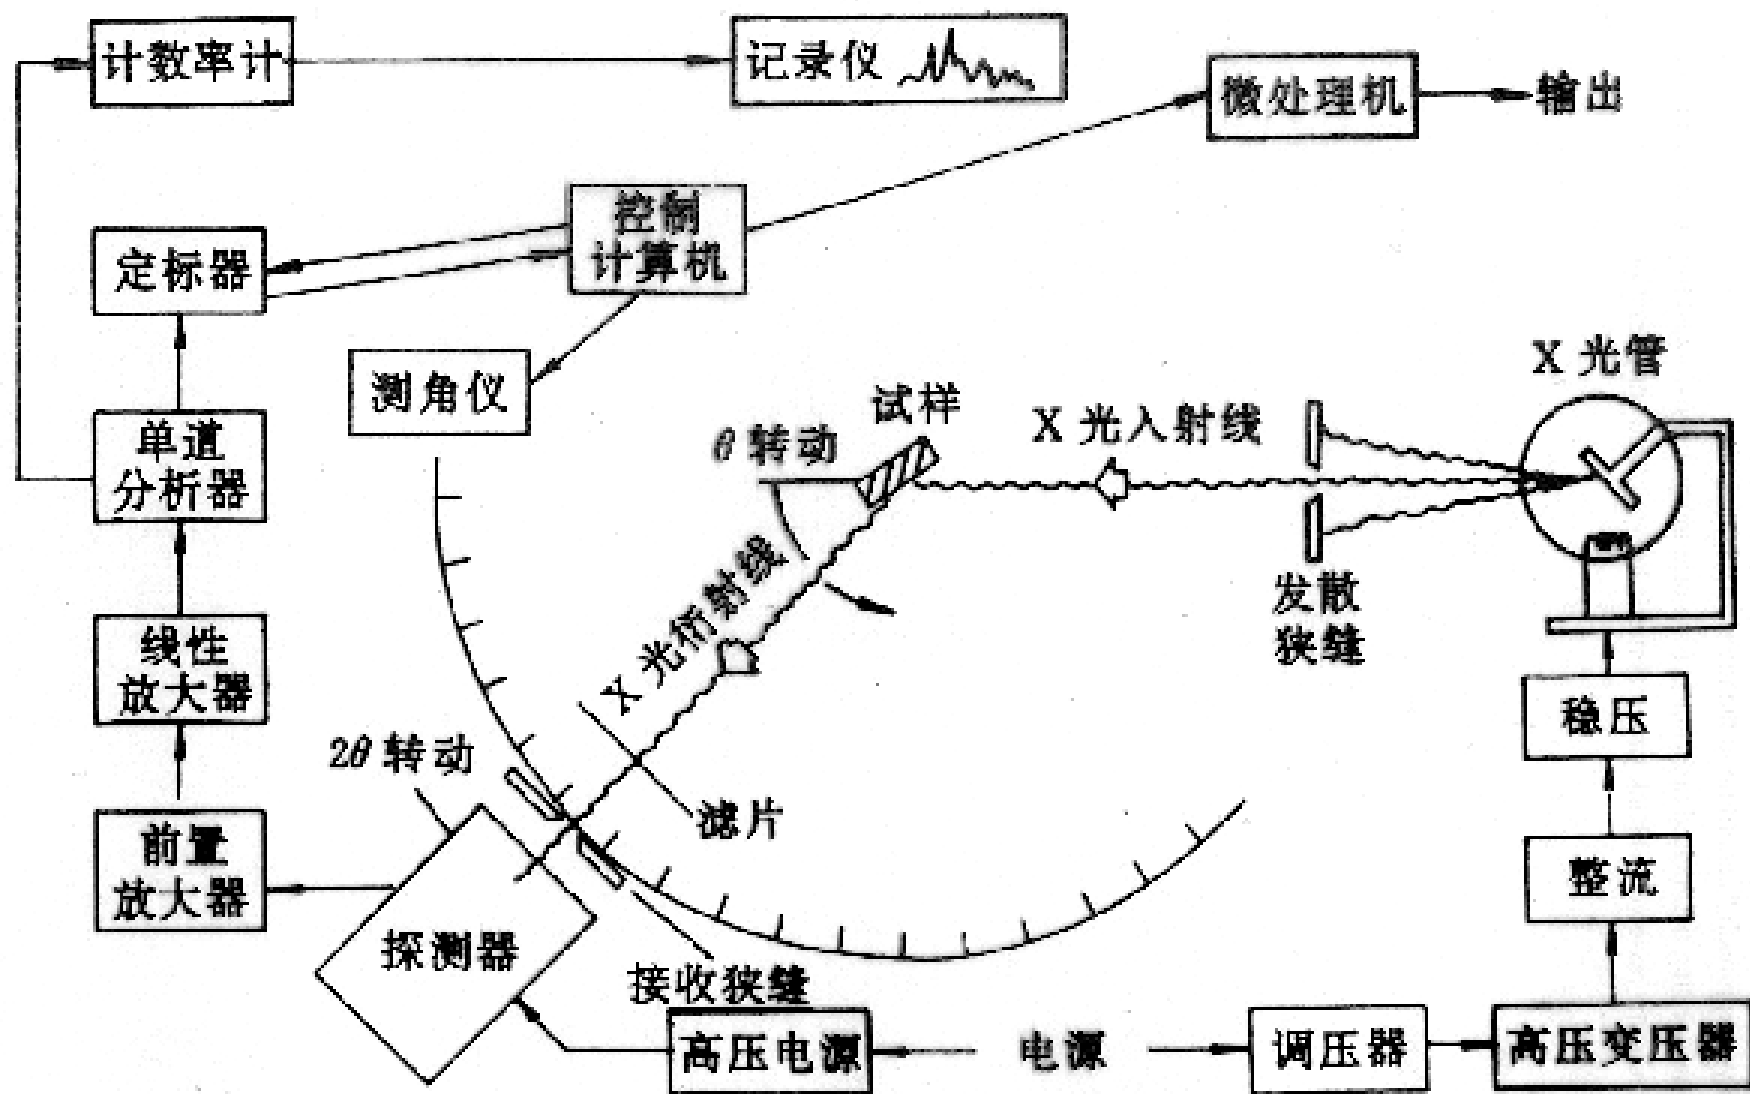 计数率计
记录仪
微处理机
输出
控制
计算机
定标器
测角仪
试样
X 光管
X 光入射线
θ 转动
单道
分析器
发散
狭缝
X 光衍射线
线性
放大器
稳压
2θ 转动
滤片
前置
放大器
整流
探测器
接收狭缝
高压电源
电源
调压器
高压变压器